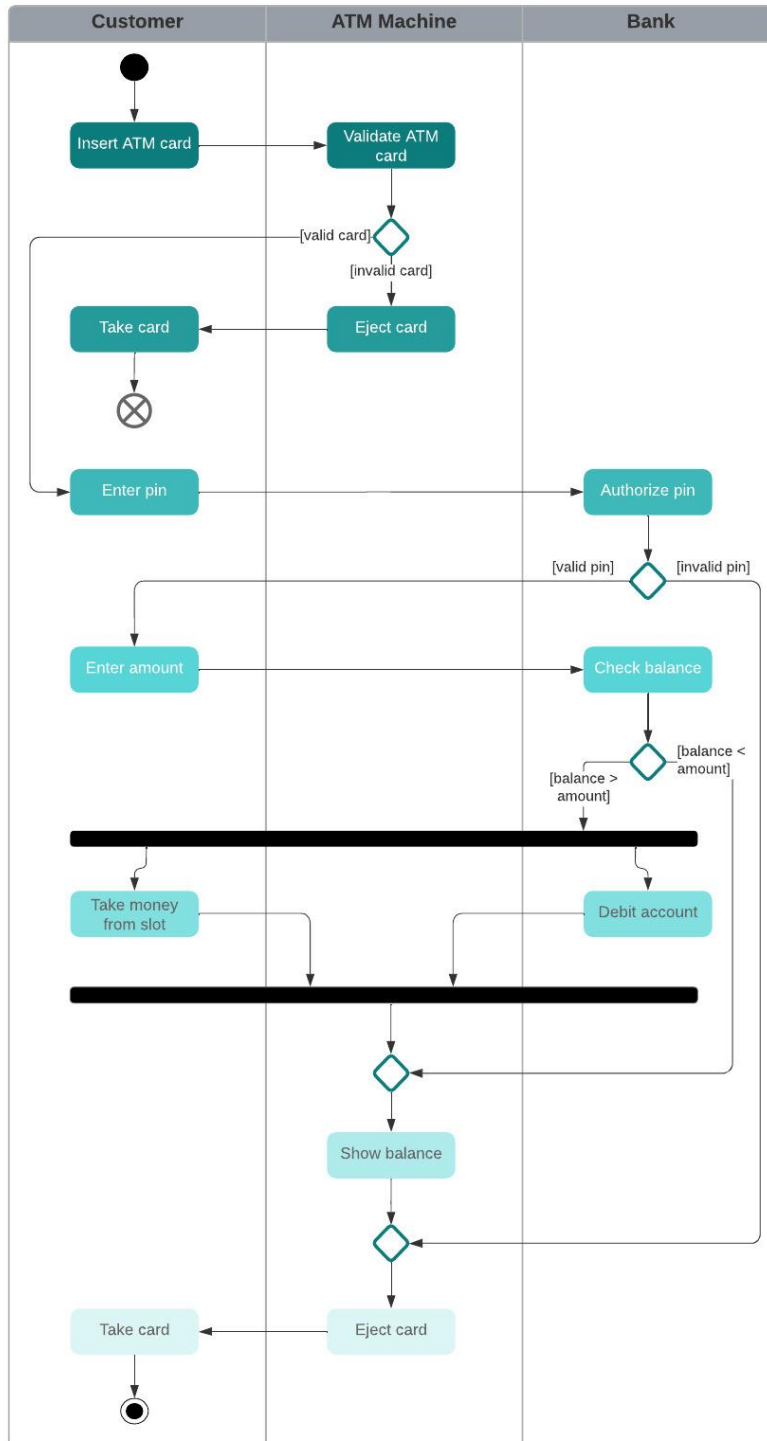 Customer
ATM Machine
Bank
Insert ATM card
Validate ATM
card
[valid card]
[invalid card]
Take card
Eject card
Enter pin
Authorize pin
[valid pin]
[invalid pin]
Enter amount
Check balance
[balance <
amount]
[balance >
amount]
Take money
from slot
Debit account
Show balance
Take card
Eject card